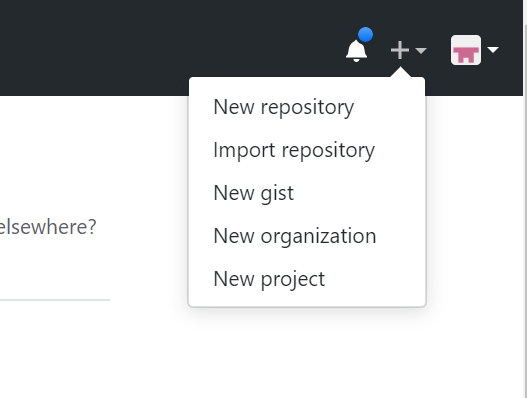 New repository
Import repository
New gist
elsewhere?
New organization
New project